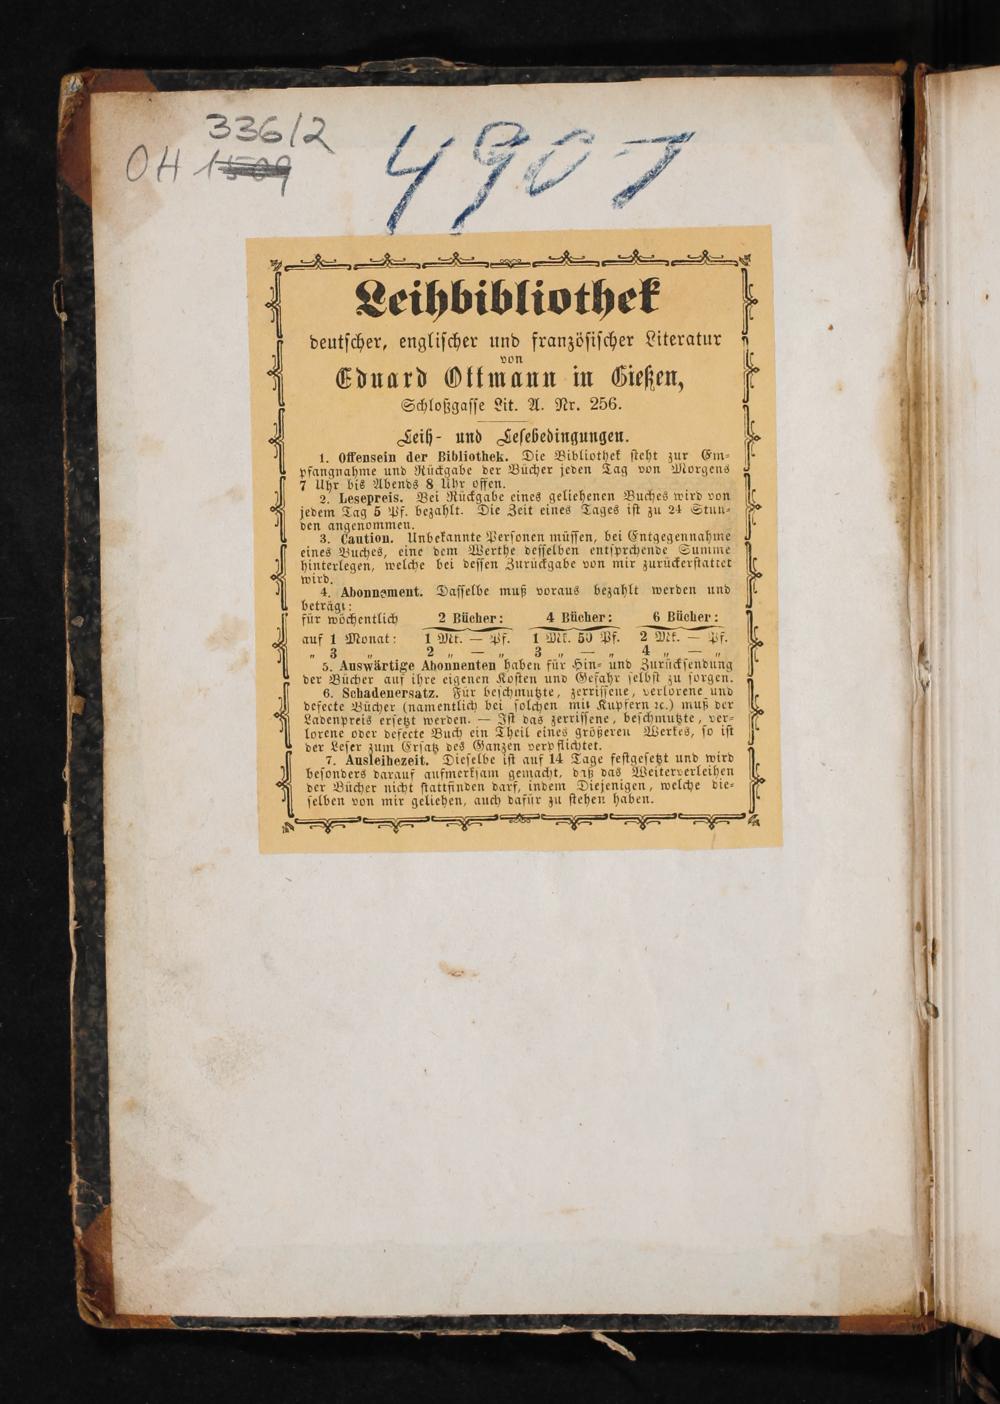 33612
OH 1509
4907
Leihbibliothek
deutscher, englischer und französischer Literatur
von
Eduard Ottmann in Gießen,
Schloßgasse Lit. A. Nr. 256.
Leih- und Lesebedingungen.
1. Offensein der Bibliothek. Die Bibliothek steht zur Em-
pfangnahme und Rückgabe der Bücher jeden Tag von Morgens
7 Uhr bis Abends 8 Uhr offen.
2. Lesepreis. Bei Rückgabe eines geliehenen Buches wird von
jedem Tag 5 Pf. bezahlt. Die Zeit eines Tages ist zu 24 Stun-
den angenommen.
3. Caution. Unbekannte Personen müssen, bei Entgegennahme
eines Buches, eine dem Werthe desselben entsprchende Summe
hinterlegen, welche bei dessen Zurückgabe von mir zurückerstattet
wird.
4. Abonnement. Dasselbe muß voraus bezahlt werden und
beträgt:
für wöchentlich 2 Bücher: 4 Bücher: 6 Bücher:
auf 1 Monat: 1 Mk. — Pf. 1 Mk. 50 Pf. 2 Mk. — Pf.
„ 3 „ 2 „ — „ 3 „ — „ 4 „ — „
5. Auswärtige Abonnenten haben für Hin- und Zurücksendung
der Bücher auf ihre eigenen Kosten und Gefahr selbst zu sorgen.
6. Schadenersatz. Für beschmutzte, zerrissene, verlorene und
defecte Bücher (namentlich bei solchen mit Kupfern ꝛc.) muß der
Ladenpreis ersetzt werden. — Ist das zerrissene, beschmutzte, ver-
lorene oder defecte Buch ein Theil eines größeren Werkes, so ist
der Leser zum Ersatz des Ganzen verpflichtet.
7. Ausleihezeit. Dieselbe ist auf 14 Tage festgesetzt und wird
besonders darauf aufmerksam gemacht, daß das Weiterverleihen
der Bücher nicht stattfinden darf, indem Diejenigen, welche die-
selben von mir geliehen, auch dafür zu stehen haben.